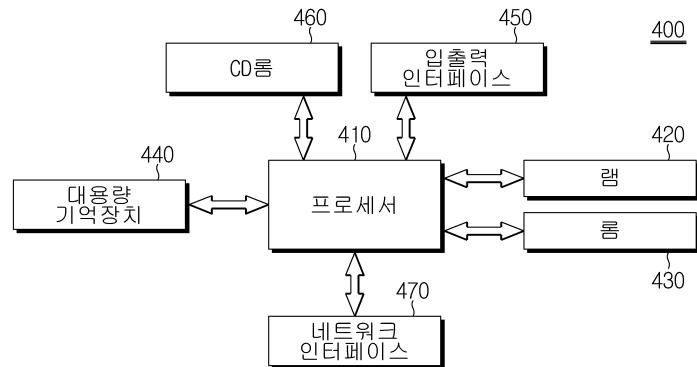 460
450
400
CD롬
입출력
인터페이스
410
420
440
대용량
기억장치
프로세서
램
롬
430
470
네트워크
인터페이스